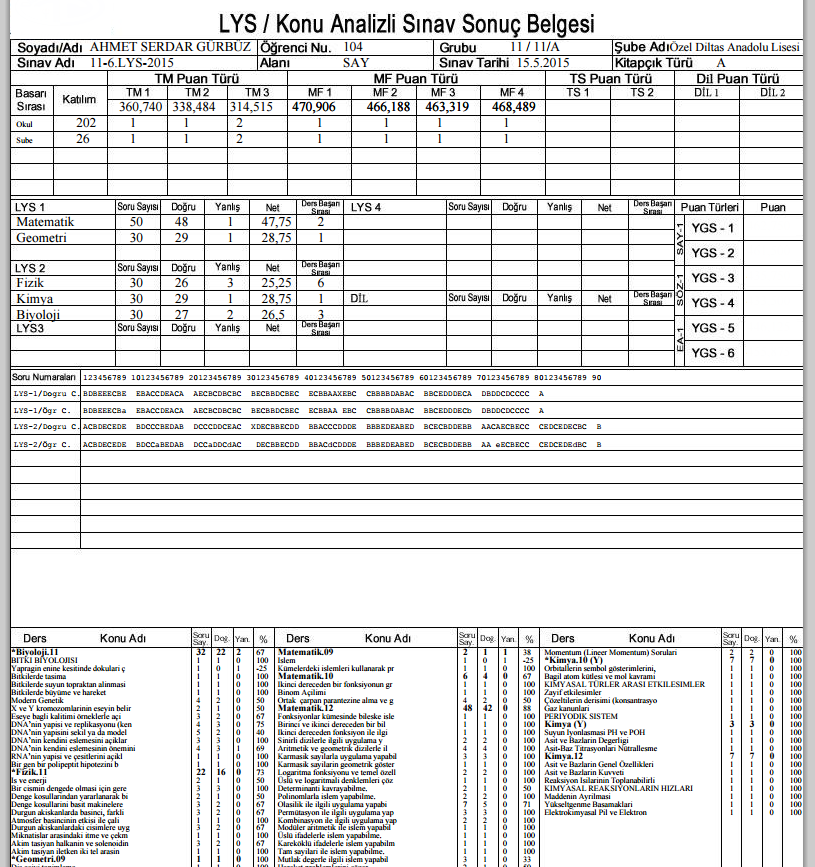 LYS / Konu Analizli Sınav Sonuç Belgesi
Soyadı/Adı AHMET SERDAR GÜRBÜZ Öğrenci Nu. 104 Grubu 11 / 11/A Şube Adı Özel Diltas Anadolu Lisesi
Sınav Adı 11-6.LYS-2015 Alanı SAY Sınav Tarihi 15.5.2015 Kitapçık Türü A
TM Puan Türü MF Puan Türü TS Puan Türü Dil Puan Türü
Basarı Sırası Katılım TM 1 TM 2 TM 3 MF 1 MF 2 MF 3 MF 4 TS 1 TS 2 DİL 1 DİL 2
360,740 338,484 314,515 470,906 466,188 463,319 468,489
Okul 202 1 1 2 1 1 1 1
Sube 26 1 1 2 1 1 1 1
LYS 1 Soru Sayısı Doğru Yanlış Net Ders Başarı Sırası LYS 4 Soru Sayısı Doğru Yanlış Net Ders Başarı Sırası Puan Türleri Puan
Matematik 50 48 1 47,75 2
Geometri 30 29 1 28,75 1
SAY-1 YGS - 1
YGS - 2
LYS 2 Soru Sayısı Doğru Yanlış Net Ders Başarı Sırası
Fizik 30 26 3 25,25 6
SÖZ-1 YGS - 3
Kimya 30 29 1 28,75 1 DİL Soru Sayısı Doğru Yanlış Net Ders Başarı Sırası
YGS - 4
Biyoloji 30 27 2 26,5 3
LYS3 Soru Sayısı Doğru Yanlış Net Ders Başarı Sırası
EA-1 YGS - 5
YGS - 6
Soru Numaraları 123456789 10123456789 20123456789 30123456789 40123456789 50123456789 60123456789 70123456789 80123456789 90
LYS-1/Dogru C. BDBEEECBE EBACCDEACA AECBCDBCBC BECBBDCBEC ECBBAAXEBC CBBBBDABAC BBCEDDDECA DBDDCDCCCC A
LYS-1/Ögr C. BDBEEECBa EBACCDEACA AECBCDBCBC BECBBDCBEC ECBBAA EBC CBBBBDABAC BBCEDDDECb DBDDCDCCCC A
LYS-2/Dogru C. ACBDECEDE BDCCCBEDAB DCCCDDCEAC XDECBBECDD BBACCCDDDE BBBEDEABED BCECBDDEBB AACAECBECC CEDCEDECBC B
LYS-2/Ögr C. ACBDECEDE BDCCaBEDAB DCCaDDCdAC DECBBECDD BBACdCDDDE BBBEDEABED BCECBDDEBB AA eECBECC CEDCEDEdBC B
Ders Konu Adı Soru Say. Doğ. Yan. % Ders Konu Adı Soru Say. Doğ. Yan. % Ders Konu Adı Soru Say. Doğ. Yan. %
*Biyoloji.11 32 22 2 67 Matematik.09 2 1 1 38 Momentum (Lineer Momentum) Sorulari 2 2 0 100
BITKI BIYOLOJISI 1 1 0 100 Islem 1 0 1 -25 *Kimya.10 (Y) 7 7 0 100
Yapragin enine kesitinde dokulari ç 1 0 1 -25 Kümelerdeki islemleri kullanarak pr 1 1 0 100 Orbitallerin sembol gösterimlerini, 1 1 0 100
Bitkilerde tasima 1 1 0 100 Matematik.10 6 4 0 67 Bagil atom kütlesi ve mol kavrami 1 1 0 100
Bitkilerde suyun topraktan alinmasi 1 1 0 100 Ikinci dereceden bir fonksiyonun gr 1 1 0 100 KIMYASAL TÜRLER ARASI ETKILESIMLER 1 1 0 100
Bitkilerde büyüme ve hareket 1 1 0 100 Binom Açilimi 1 1 0 100 Zayif etkilesimler 1 1 0 100
Modern Genetik 4 2 0 50 Ortak çarpan parantezine alma ve g 4 2 0 50 Çözeltilerin derisimi (konsantrasyo 1 1 0 100
X ve Y kromozomlarinin eseyin belir 2 1 0 50 Matematik.12 48 42 0 88 Gaz kanunlari 1 1 0 100
Eseye bagli kalitimi örneklerle açi 3 2 0 67 Fonksiyonlar kümesinde bileske isle 1 1 0 100 PERIYODIK SISTEM 1 1 0 100
DNA'nin yapisi ve replikasyonu (ken 4 3 0 75 Birinci ve ikinci dereceden bir bil 1 1 0 100 Kimya (Y) 3 3 0 100
DNA'nin yapisini sekil ya da model 5 2 0 40 Ikinci dereceden fonksiyon ile ilgi 1 1 0 100 Suyun Iyonlasmasi PH ve POH 1 1 0 100
DNA'nin kendini eslemesini açiklar 3 3 0 100 Sinirli dizilerle ilgili uygulama y 2 2 0 100 Asit ve Bazlarin Degerligi 1 1 0 100
DNA'nin kendini eslemesinin önemini 4 3 1 69 Aritmetik ve geometrik dizilerle il 4 4 0 100 Asit-Baz Titrasyonlari Nütrallesme 1 1 0 100
RNA'nin yapisi ve çesitlerini açikl 1 1 0 100 Karmasik sayilarla uygulama yapabil 3 3 0 100 Kimya.12 7 7 0 100
Bir gen bir polipeptit hipotezini b 1 1 0 100 Karmasik sayilarin geometrik göster 1 1 0 100 Asit ve Bazlarin Genel Özellikleri 1 1 0 100
*Fizik.11 22 16 0 73 Logaritma fonksiyonu ve temel özell 2 2 0 100 Asit ve Bazlarin Kuvveti 1 1 0 100
Is ve enerji 2 1 0 50 Üslü ve logaritmali denklemleri çöz 2 2 0 100 Reaksiyon Isilarinin Toplanabilirli 1 1 0 100
Bir cismin dengede olmasi için gere 3 3 0 100 Determinanti kavrayabilme. 2 1 0 50 KIMYASAL REAKSIYONLARIN HIZLARI 1 1 0 100
Denge kosullarindan yararlanarak bi 2 1 0 50 Polinomlarla islem yapabilme. 2 2 0 100 Maddenin Ayrilmasi 1 1 0 100
Denge kosullarini basit makinelere 3 2 0 67 Olasilik ile ilgili uygulama yapabi 7 5 0 71 Yükseltgenme Basamaklari 1 1 0 100
Durgun akiskanlarda basinci, farkli 3 2 0 67 Permütasyon ile ilgili uygulama yap 3 3 0 100 Elektrokimyasal Pil ve Elektron 1 1 0 100
Atmosfer basincinin etkisi ile çali 1 1 0 100 Kombinasyon ile ilgili uygulama yap 2 2 0 100
Durgun akiskanlardaki cisimlere uyg 3 2 0 67 Modüler aritmetik ile islem yapabil
Miknatislar arasindaki itme ve çekm 1 1 0 100 Üslü ifadelerle islem yapabilme.
Akim tasiyan halkanin ve solenoidin 3 2 0 67 Kareköklü ifadelerle islem yapabil
Akim tasiyan iletken iki tel arasin 1 1 0 100 Tam sayilari ile islem yapabilme.
*Geometri.09 1 1 0 100 Mutlak degerle ilgili islem yapabil 3 1 0 33